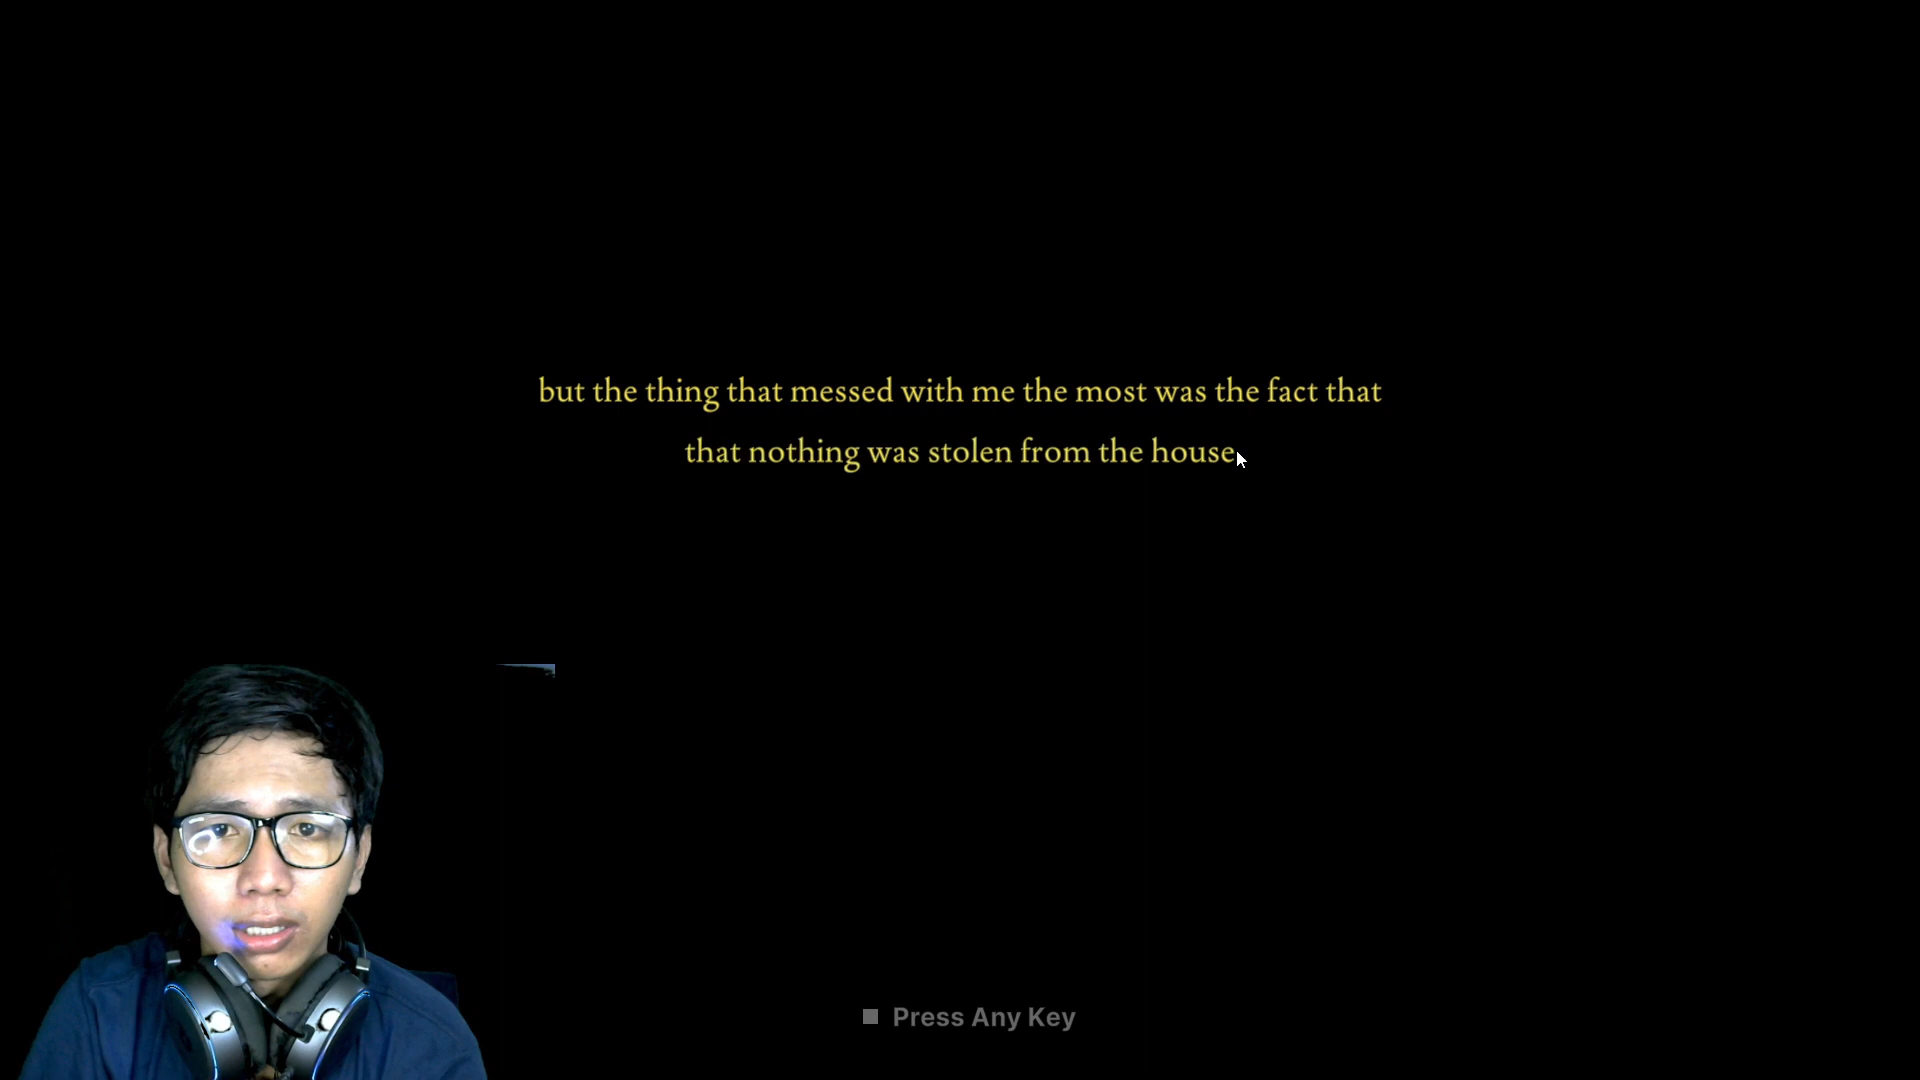 but the thing that messed with me the most was the fact that
that nothing was stolen from the house
Press Any Key